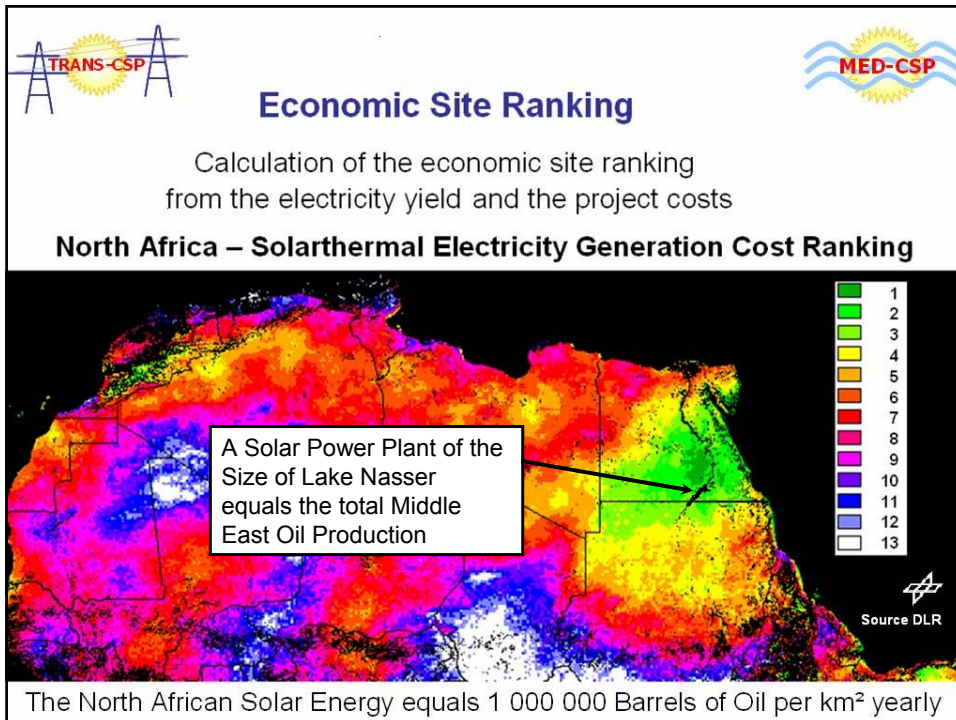 TRANS-CSP
MED-CSP
Economic Site Ranking
Calculation of the economic site ranking
from the electricity yield and the project costs
North Africa – Solarthermal Electricity Generation Cost Ranking
1
2
3
4
5
6
7
8
9
10
11
12
13
A Solar Power Plant of the
Size of Lake Nasser
equals the total Middle
East Oil Production
Source DLR
The North African Solar Energy equals 1 000 000 Barrels of Oil per km² yearly